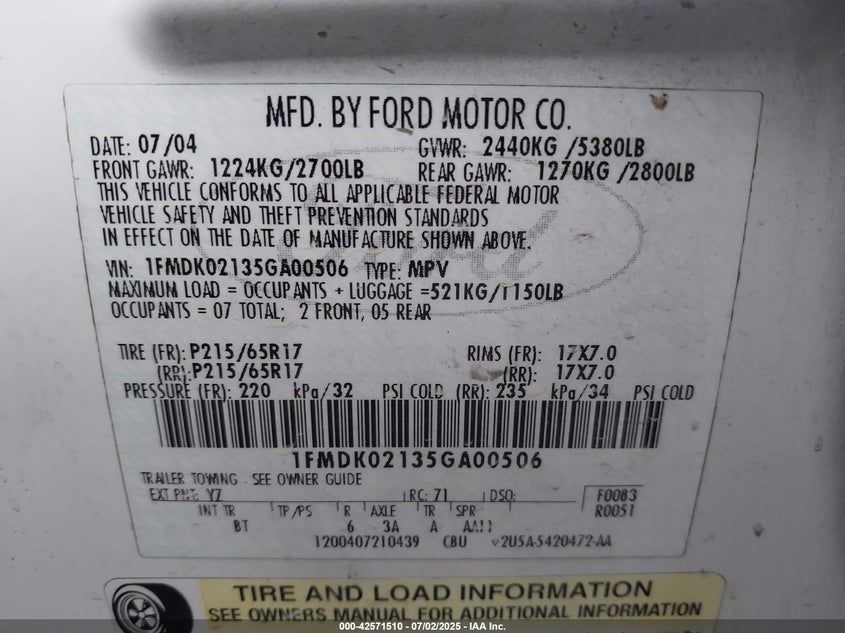 MFD. BY FORD MOTOR CO.
DATE: 07/04 GVWR: 2440KG /5380LB
FRONT GAWR: 1224KG/2700LB REAR GAWR: 1270KG /2800LB
THIS VEHICLE CONFORMS TO ALL APPLICABLE FEDERAL MOTOR
VEHICLE SAFETY AND THEFT PREVENTION STANDARDS
IN EFFECT ON THE DATE OF MANUFACTURE SHOWN ABOVE.
VIN: 1FMDK02135GA00506 TYPE: MPV
MAXIMUM LOAD = OCCUPANTS + LUGGAGE =521KG/1150LB
OCCUPANTS = 07 TOTAL; 2 FRONT, 05 REAR
TIRE (FR): P215/65R17 RIMS (FR): 17X7.0
(RR): P215/65R17 (RR): 17X7.0
PRESSURE (FR): 220 kPa/32 PSI COLD (RR): 235 kPa/34 PSI COLD
1FMDK02135GA00506
TRAILER TOWING - SEE OWNER GUIDE
EXT PNT: YZ RC: 71 DSO: F0083
INT TR TP/PS R AXLE TR SPR R0051
BT 6 3A A
1200407210439 CBU 2U5A-5420472-AA
TIRE AND LOAD INFORMATION
SEE OWNERS MANUAL FOR ADDITIONAL INFORMATION
000-42571510 - 07/02/2025 - IAA Inc.